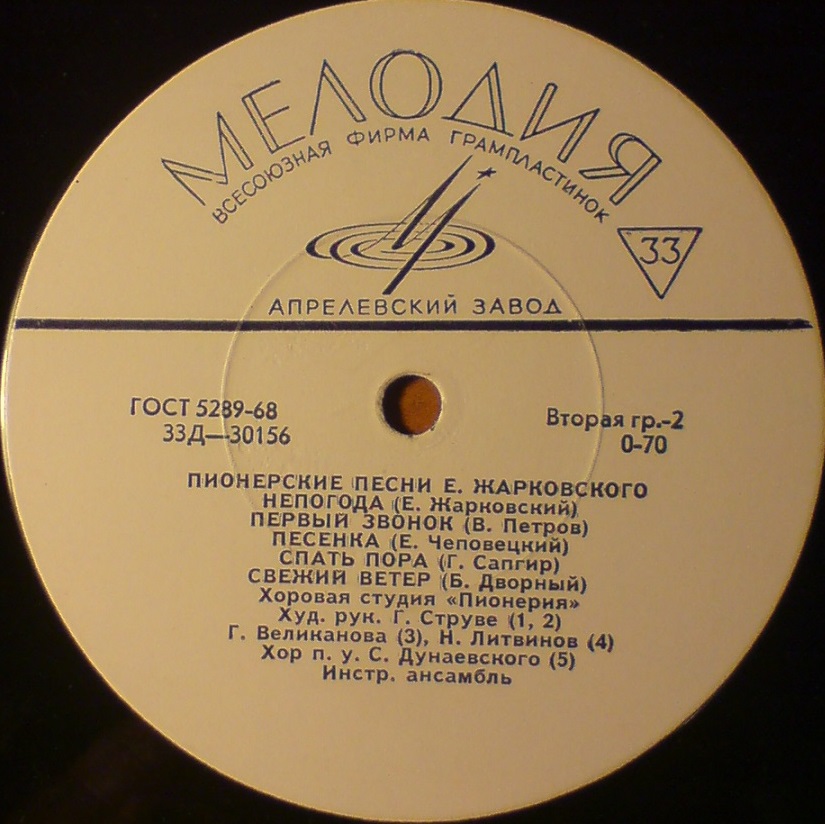 МЕЛОДИЯ
ВСЕСОЮЗНАЯ ФИРМА ГРАМПЛАСТИНОК
33
АПРЕЛЕВСКИЙ ЗАВОД
ГОСТ 5289-68
33Д—30156
Вторая гр.-2
0-70
ПИОНЕРСКИЕ ПЕСНИ Е. ЖАРКОВСКОГО
НЕПОГОДА (Е. Жарковский)
ПЕРВЫЙ ЗВОНОК (В. Петров)
ПЕСЕНКА (Е. Чеповецкий)
СПАТЬ ПОРА (Г. Сапгир)
СВЕЖИЙ ВЕТЕР (Б. Дворный)
Хоровая студия «Пионерия»
Худ. рук. Г. Струве (1, 2)
Г. Великанова (3), Н. Литвинов (4)
Хор п. у. С. Дунаевского (5)
Инстр. ансамбль